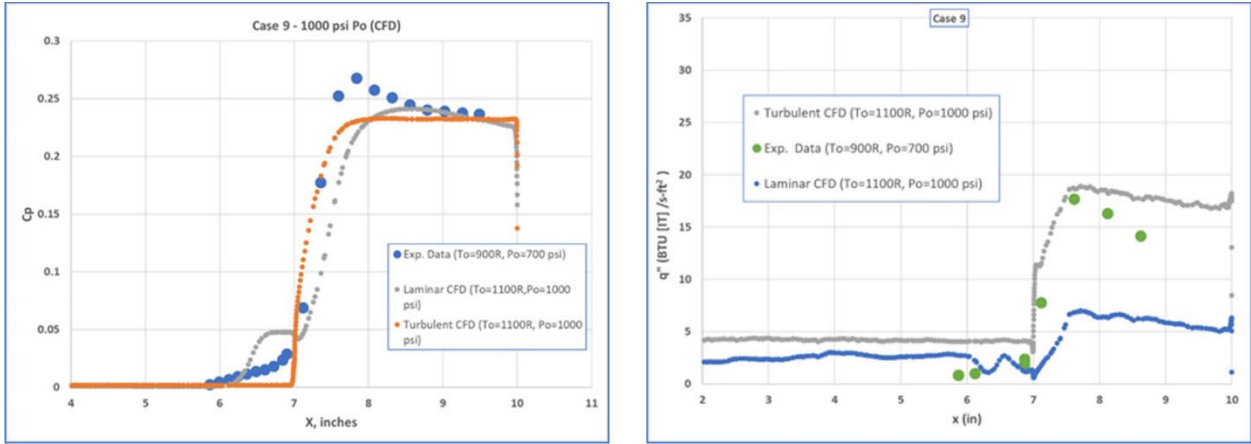 Case 9 - 1000 psi Po (CFD)
0.3
0.25
0.2
0.15
0.1
0.05
0
Cp
Exp. Data (To=900R, Po=700 psi)
Laminar CFD (To=1100R,Po=1000
psi)
Turbulent CFD (To=1100R, Po=1000
psi)
4 5 6 7 8 9 10 11
X, inches
Case 9
35
30
25
20
15
10
5
0
q" (BTU [IT] /s-ft²)
Turbulent CFD (To=1100R, Po=1000 psi)
Exp. Data (To=900R, Po=700 psi)
Laminar CFD (To=1100R, Po=1000 psi)
2 3 4 5 6 7 8 9 10
x (in)